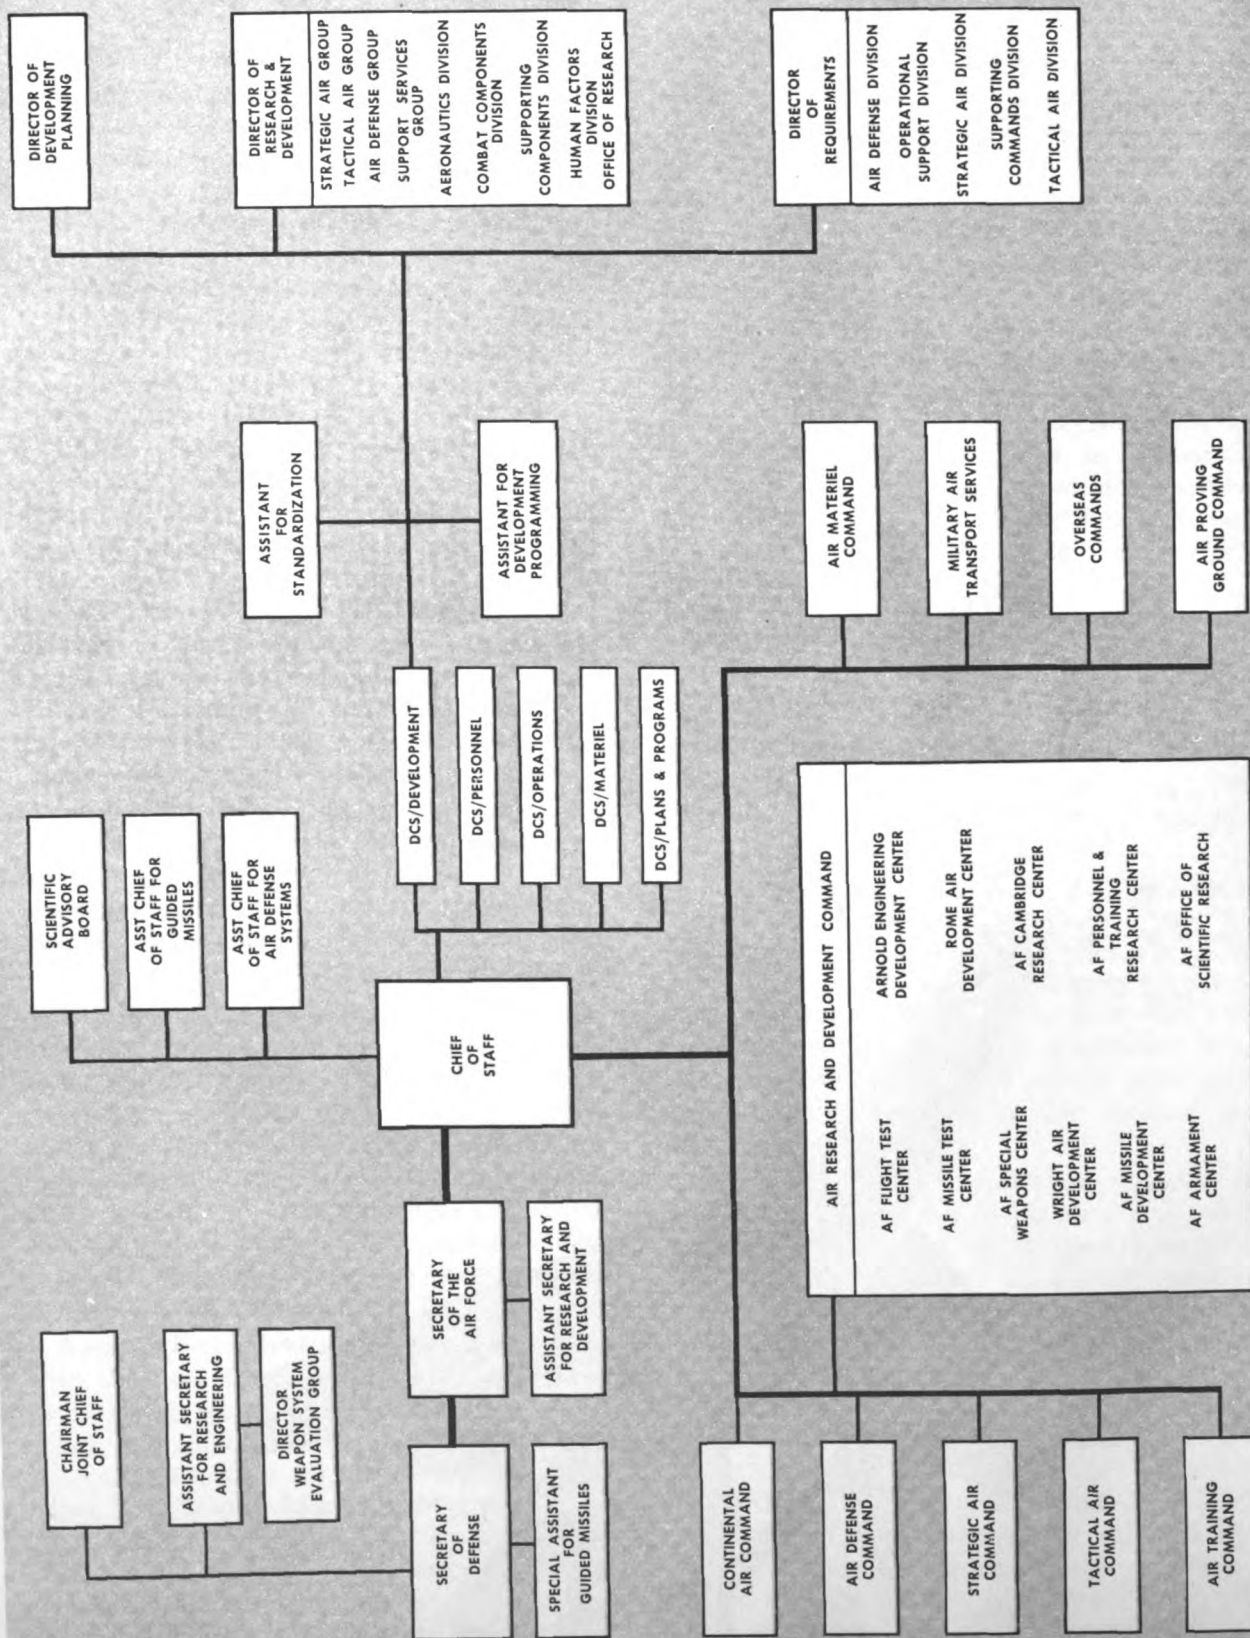 CHAIRMAN
JOINT CHIEF
OF STAFF
ASSISTANT SECRETARY
FOR RESEARCH
AND ENGINEERING
DIRECTOR
WEAPON SYSTEM
EVALUATION GROUP
SECRETARY
OF
DEFENSE
SPECIAL ASSISTANT
FOR
GUIDED MISSILES
SECRETARY
OF THE
AIR FORCE
ASSISTANT SECRETARY
FOR RESEARCH AND
DEVELOPMENT
SCIENTIFIC
ADVISORY
BOARD
ASST CHIEF
OF STAFF FOR
GUIDED
MISSILES
ASST CHIEF
OF STAFF FOR
AIR DEFENSE
SYSTEMS
CHIEF
OF
STAFF
DCS/DEVELOPMENT
DCS/PERSONNEL
DCS/OPERATIONS
DCS/MATERIEL
DCS/PLANS & PROGRAMS
ASSISTANT
FOR
STANDARDIZATION
ASSISTANT FOR
DEVELOPMENT
PROGRAMMING
DIRECTOR OF
DEVELOPMENT
PLANNING
DIRECTOR OF
RESEARCH &
DEVELOPMENT
STRATEGIC AIR GROUP
TACTICAL AIR GROUP
AIR DEFENSE GROUP
SUPPORT SERVICES
GROUP
AERONAUTICS DIVISION
COMBAT COMPONENTS
DIVISION
SUPPORTING
COMPONENTS DIVISION
HUMAN FACTORS
DIVISION
OFFICE OF RESEARCH
DIRECTOR
OF
REQUIREMENTS
AIR DEFENSE DIVISION
OPERATIONAL
SUPPORT DIVISION
STRATEGIC AIR DIVISION
SUPPORTING
COMMANDS DIVISION
TACTICAL AIR DIVISION
CONTINENTAL
AIR COMMAND
AIR DEFENSE
COMMAND
STRATEGIC AIR
COMMAND
TACTICAL AIR
COMMAND
AIR TRAINING
COMMAND
AIR RESEARCH AND DEVELOPMENT COMMAND
AF FLIGHT TEST
CENTER
AF MISSILE TEST
CENTER
AF SPECIAL
WEAPONS CENTER
WRIGHT AIR
DEVELOPMENT
CENTER
AF MISSILE
DEVELOPMENT
CENTER
AF ARMAMENT
CENTER
ARNOLD ENGINEERING
DEVELOPMENT CENTER
ROME AIR
DEVELOPMENT CENTER
AF CAMBRIDGE
RESEARCH CENTER
AF PERSONNEL &
TRAINING
RESEARCH CENTER
AF OFFICE OF
SCIENTIFIC RESEARCH
AIR MATERIEL
COMMAND
MILITARY AIR
TRANSPORT SERVICES
OVERSEAS
COMMANDS
AIR PROVING
GROUND COMMAND